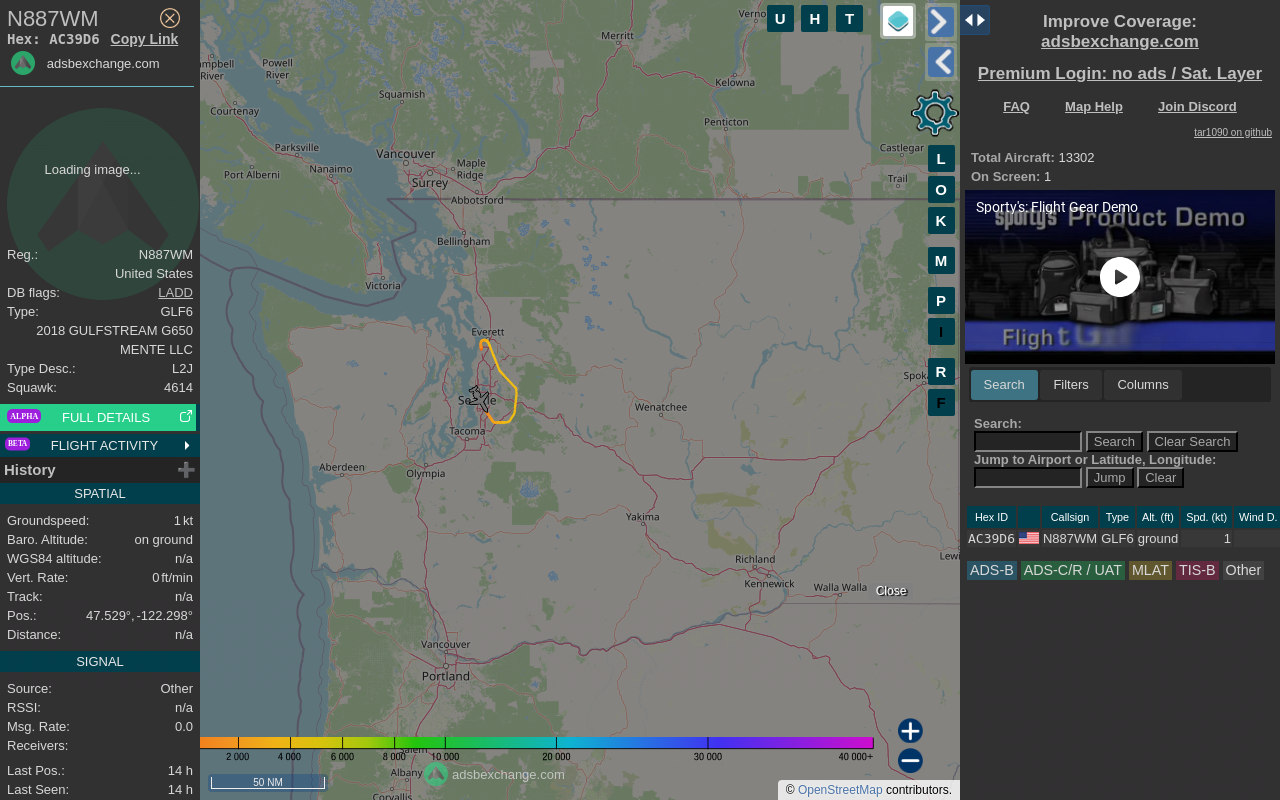 N887WM
Hex: AC39D6 Copy Link
adsbexchange.com
Loading image...
Reg.: N887WM
United States
DB flags: LADD
Type: GLF6
2018 GULFSTREAM G650
MENTE LLC
Type Desc.: L2J
Squawk: 4614
ALPHA FULL DETAILS
BETA FLIGHT ACTIVITY
History
SPATIAL
Groundspeed: 1 kt
Baro. Altitude: on ground
WGS84 altitude: n/a
Vert. Rate: 0 ft/min
Track: n/a
Pos.: 47.529°, -122.298°
Distance: n/a
SIGNAL
Source: Other
RSSI: n/a
Msg. Rate: 0.0
Receivers:
Last Pos.: 14 h
Last Seen: 14 h
Merritt
Powell
River
River
Squamish
Kelowna
Courtenay
Penticton
Parksville
Vancouver
Castlegar
Nanaimo
Maple
Ridge
Port Alberni
Surrey
Trail
Abbotsford
Bellingham
Victoria
Everett
Wenatchee
Tacoma
Aberdeen
Olympia
Yakima
Richland
Kennewick
Walla Walla
Close
Vancouver
Portland
Albany
Corvallis
U H T
L
O
K
M
P
I
R
F
2 000 4 000 6 000 8 000 10 000 20 000 30 000 40 000+
adsbexchange.com
50 NM
© OpenStreetMap contributors.
Improve Coverage:
adsbexchange.com
Premium Login: no ads / Sat. Layer
FAQ Map Help Join Discord
tar1090 on github
Total Aircraft: 13302
On Screen: 1
Sporty's: Flight Gear Demo
sporty's Product Demo
Flight G
Search Filters Columns
Search:
Search Clear Search
Jump to Airport or Latitude, Longitude:
Jump Clear
Hex ID Callsign Type Alt. (ft) Spd. (kt) Wind D.
AC39D6 N887WM GLF6 ground 1
ADS-B ADS-C/R / UAT MLAT TIS-B Other